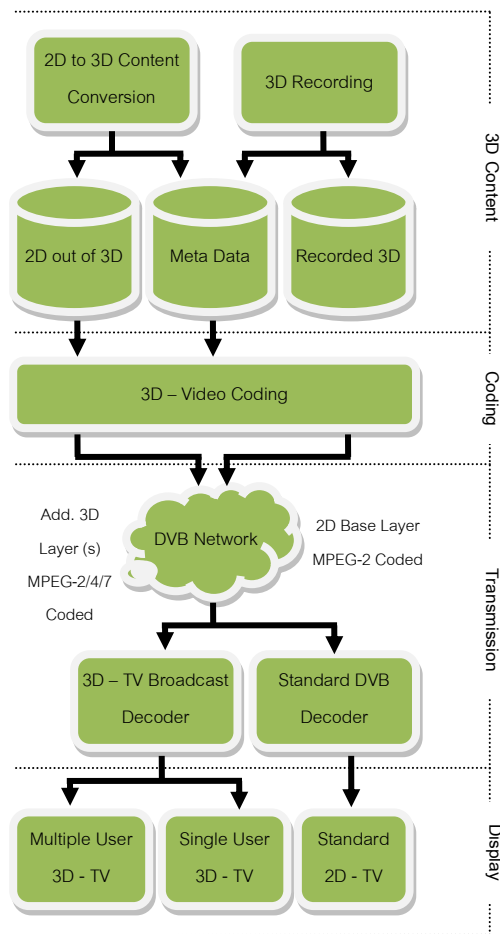 2D to 3D Content
Conversion
3D Recording
3D Content
2D out of 3D
Meta Data
Recorded 3D
3D – Video Coding
Coding
Add. 3D
Layer (s)
MPEG-2/4/7
Coded
DVB Network
2D Base Layer
MPEG-2 Coded
Transmission
3D – TV Broadcast
Decoder
Standard DVB
Decoder
Multiple User
3D - TV
Single User
3D - TV
Standard
2D - TV
Display